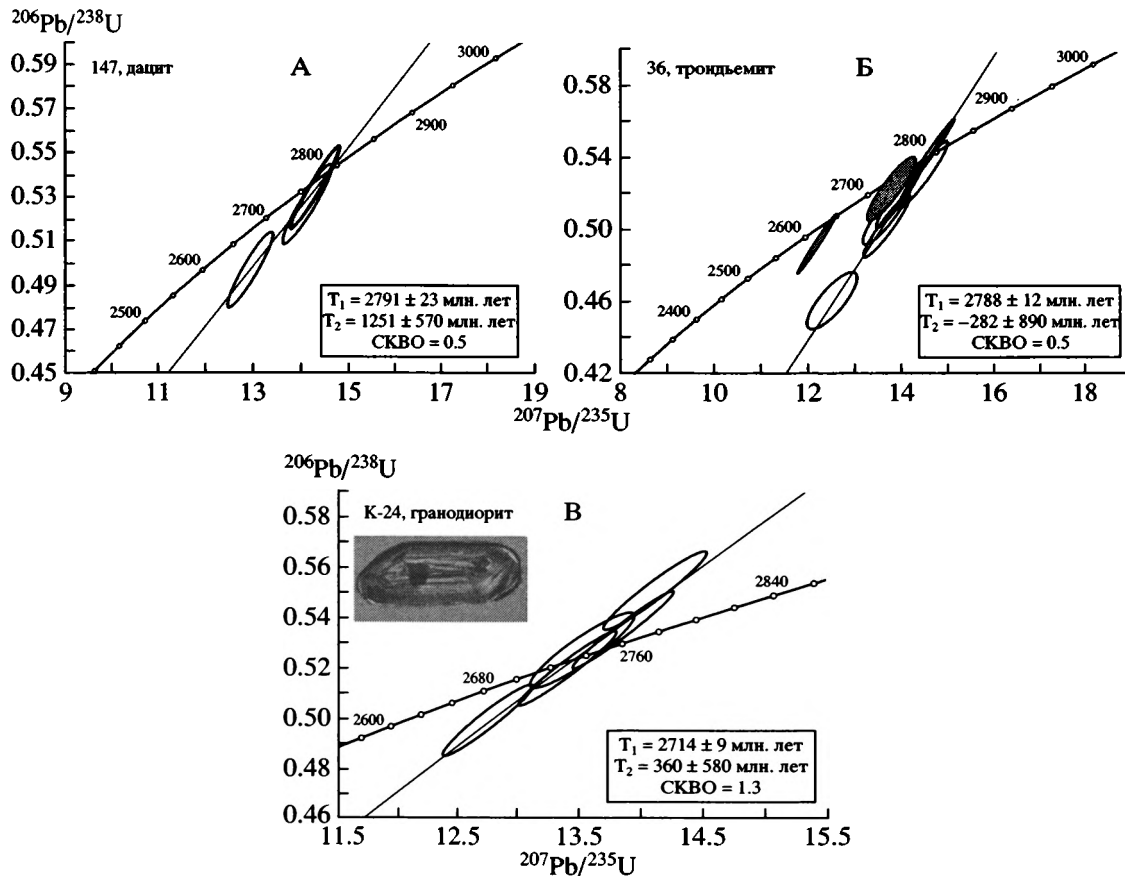 ²⁰⁶Pb/²³⁸U
147, дацит
А
0.59
0.57
0.55
0.53
0.51
0.49
0.47
0.45
2500
2600
2700
2800
2900
3000
T₁ = 2791 ± 23 млн. лет
T₂ = 1251 ± 570 млн. лет
СКВО = 0.5
9
11
13
15
17
19
36, трондьемит
Б
0.58
0.54
0.50
0.46
0.42
2400
2500
2600
2700
2800
2900
3000
T₁ = 2788 ± 12 млн. лет
T₂ = −282 ± 890 млн. лет
СКВО = 0.5
8
10
12
14
16
18
²⁰⁷Pb/²³⁵U
²⁰⁶Pb/²³⁸U
К-24, гранодиорит
В
0.58
0.56
0.54
0.52
0.50
0.48
0.46
2600
2680
2760
2840
T₁ = 2714 ± 9 млн. лет
T₂ = 360 ± 580 млн. лет
СКВО = 1.3
11.5
12.5
13.5
14.5
15.5
²⁰⁷Pb/²³⁵U